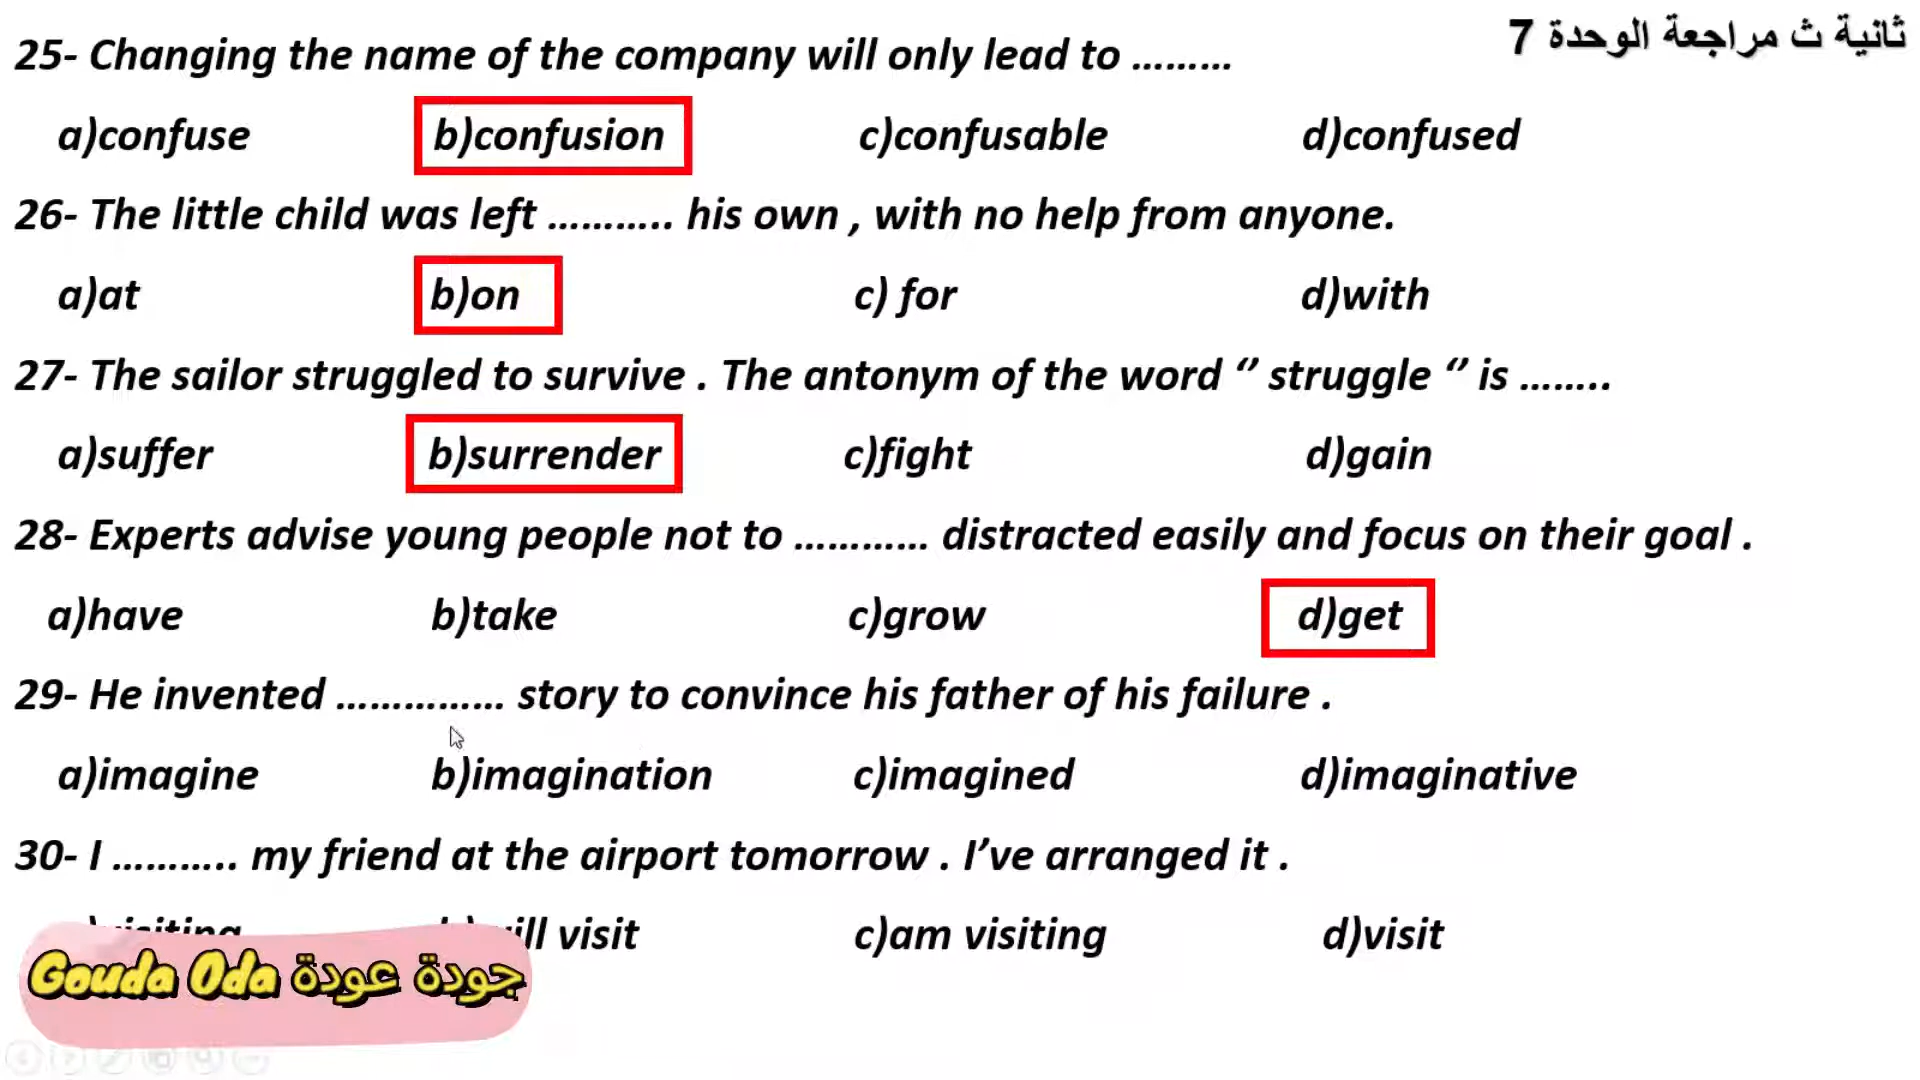 ثانية ث مراجعة الوحدة 7
25- Changing the name of the company will only lead to ………
a)confuse b)confusion c)confusable d)confused
26- The little child was left ……….. his own , with no help from anyone.
a)at b)on c) for d)with
27- The sailor struggled to survive . The antonym of the word “ struggle “ is ……..
a)suffer b)surrender c)fight d)gain
28- Experts advise young people not to ………… distracted easily and focus on their goal .
a)have b)take c)grow d)get
29- He invented …………… story to convince his father of his failure .
a)imagine b)imagination c)imagined d)imaginative
30- I ……….. my friend at the airport tomorrow . I’ve arranged it .
visiting will visit c)am visiting d)visit
Gouda Oda جودة عودة